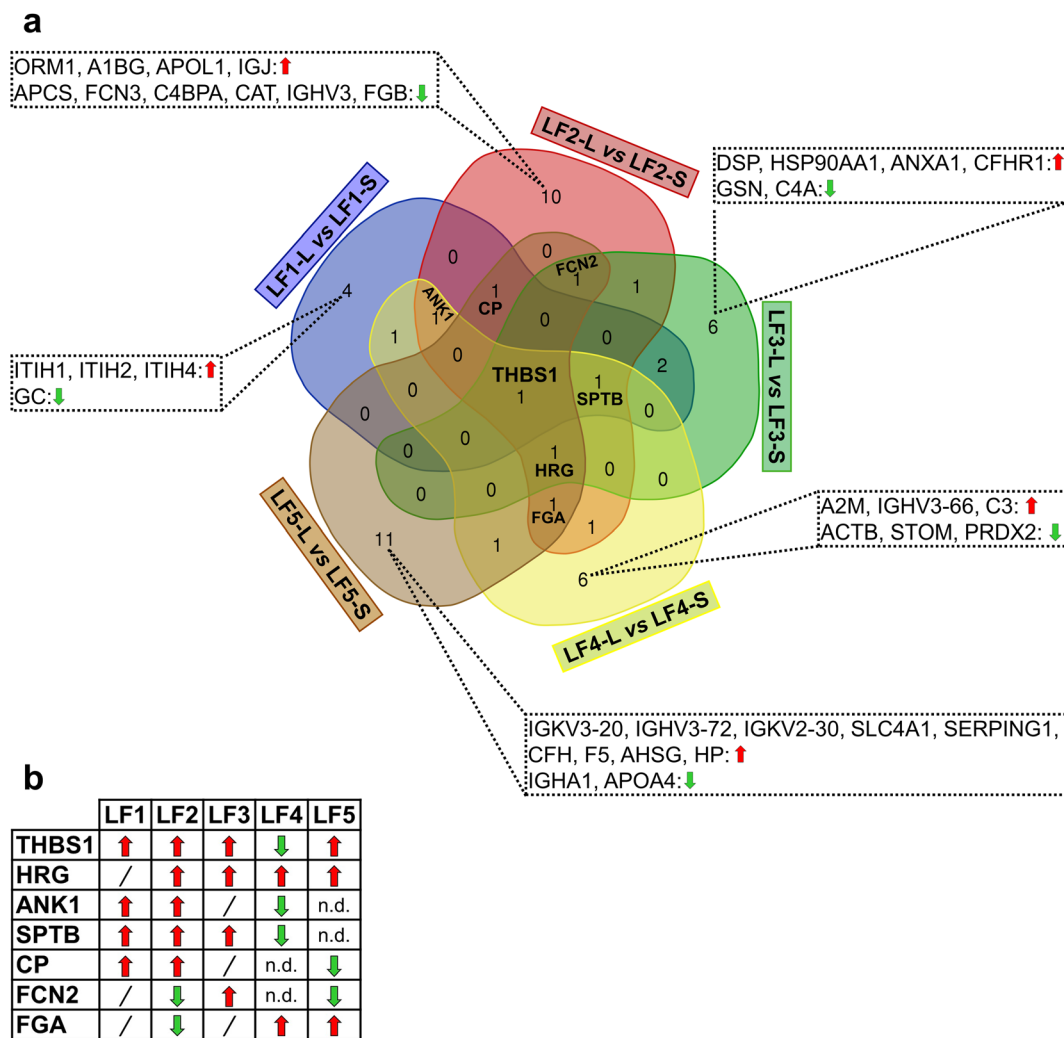 a
ORM1, A1BG, APOL1, IGJ:
APCS, FCN3, C4BPA, CAT, IGHV3, FGB:
LF2-L vs LF2-S
DSP, HSP90AA1, ANXA1, CFHR1:
GSN, C4A:
LF1-L vs LF1-S
10
0
0
FCN2
1
1
4
ANK1
1
1
CP
6
1
0
0
LF3-L vs LF3-S
ITIH1, ITIH2, ITIH4:
GC:
0
THBS1
1
1
SPTB
2
0
0
0
0
0
1
HRG
0
0
0
0
1
FGA
1
LF5-L vs LF5-S
11
1
6
A2M, IGHV3-66, C3:
ACTB, STOM, PRDX2:
LF4-L vs LF4-S
IGKV3-20, IGHV3-72, IGKV2-30, SLC4A1, SERPING1,
CFH, F5, AHSG, HP:
IGHA1, APOA4:
b
LF1 LF2 LF3 LF4 LF5
THBS1
HRG /
ANK1 / n.d.
SPTB n.d.
CP / n.d.
FCN2 / n.d.
FGA / /